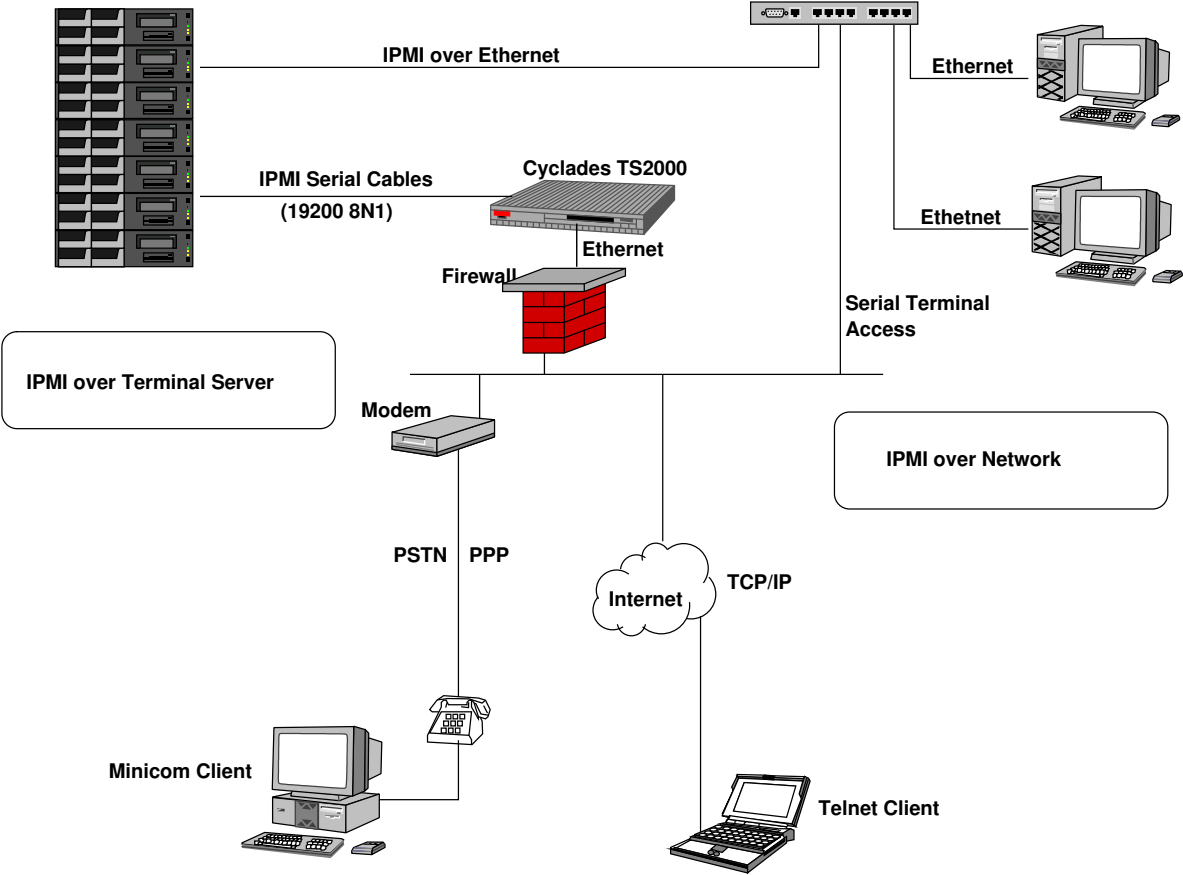 IPMI over Ethernet
Ethernet
Cyclades TS2000
IPMI Serial Cables
(19200 8N1)
Ethetnet
Ethernet
Firewall
Serial Terminal
Access
IPMI over Terminal Server
Modem
IPMI over Network
PSTN
PPP
TCP/IP
Internet
Minicom Client
Telnet Client